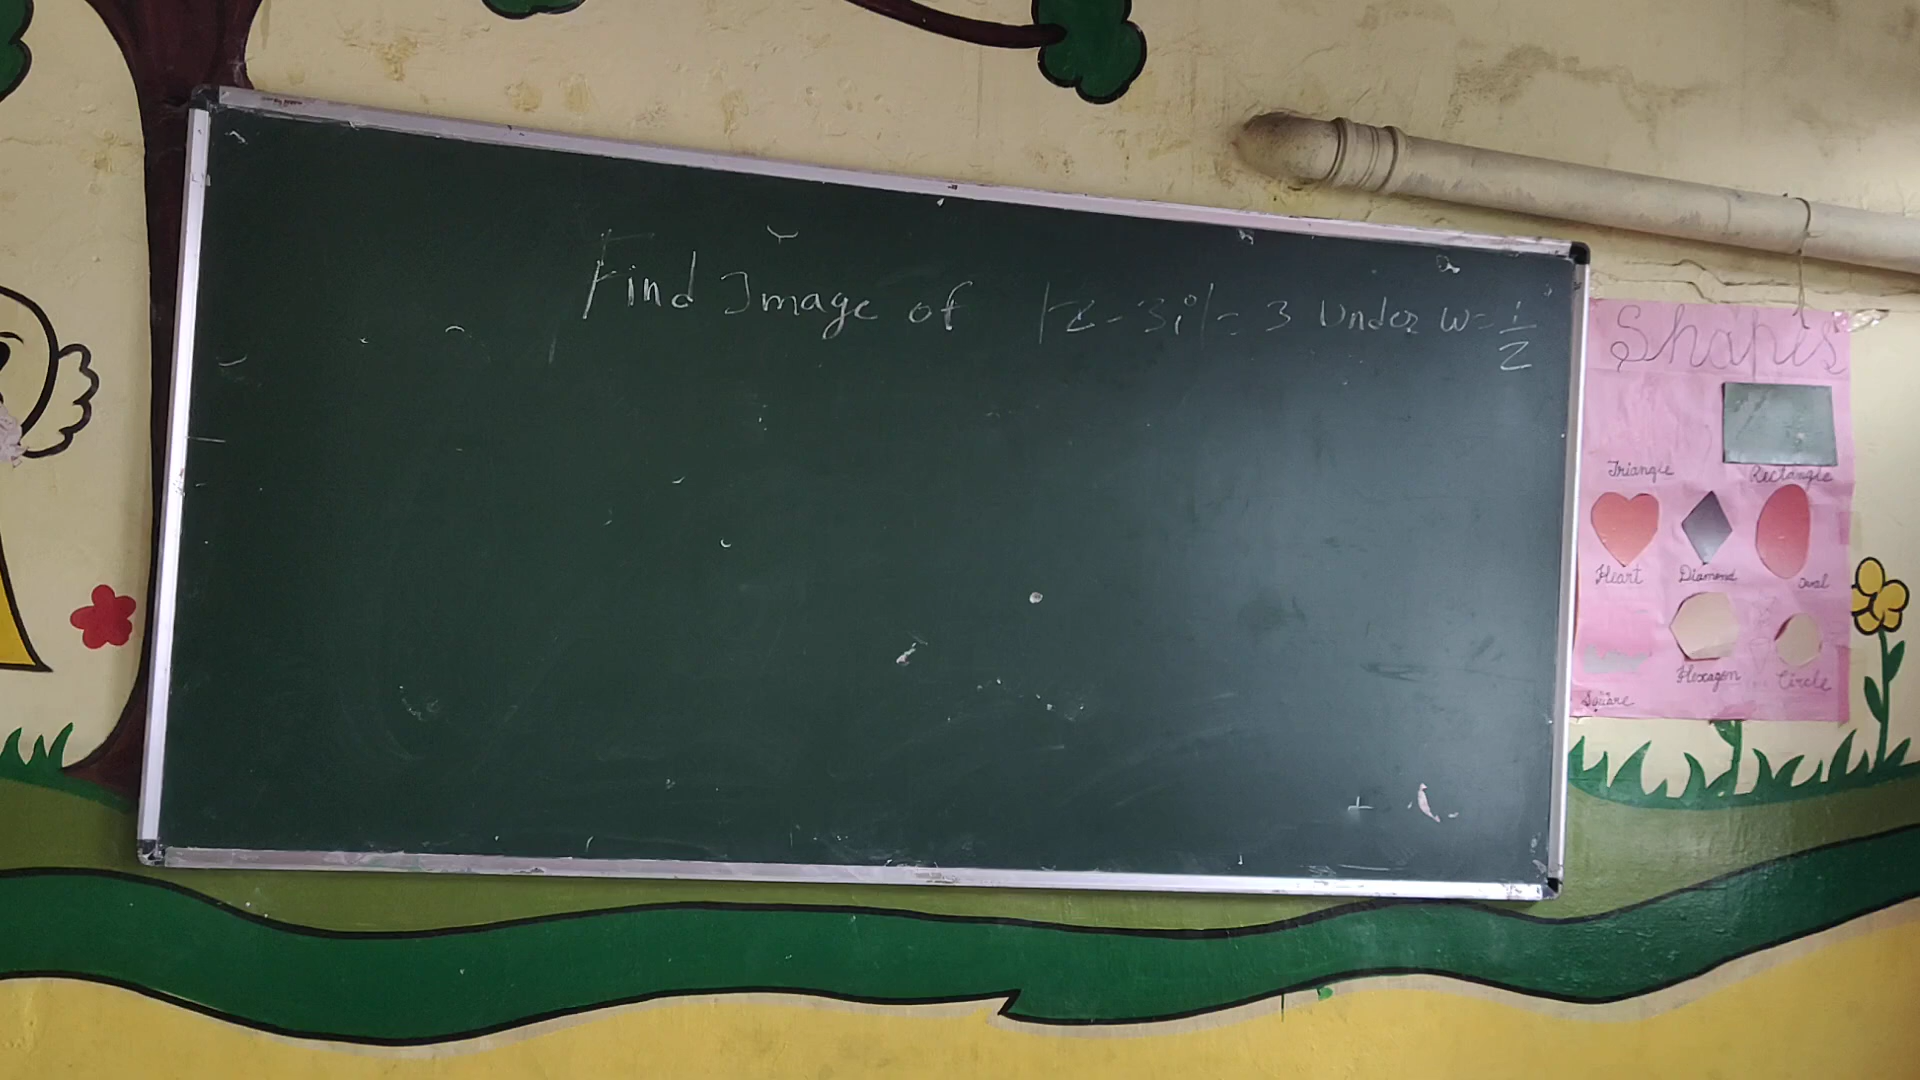 Find Image of |z - 3i| = 3 Under w = 1/z
Shapes
Triangle Rectangle
Heart Diamond Oval
Hexagon Circle
Square